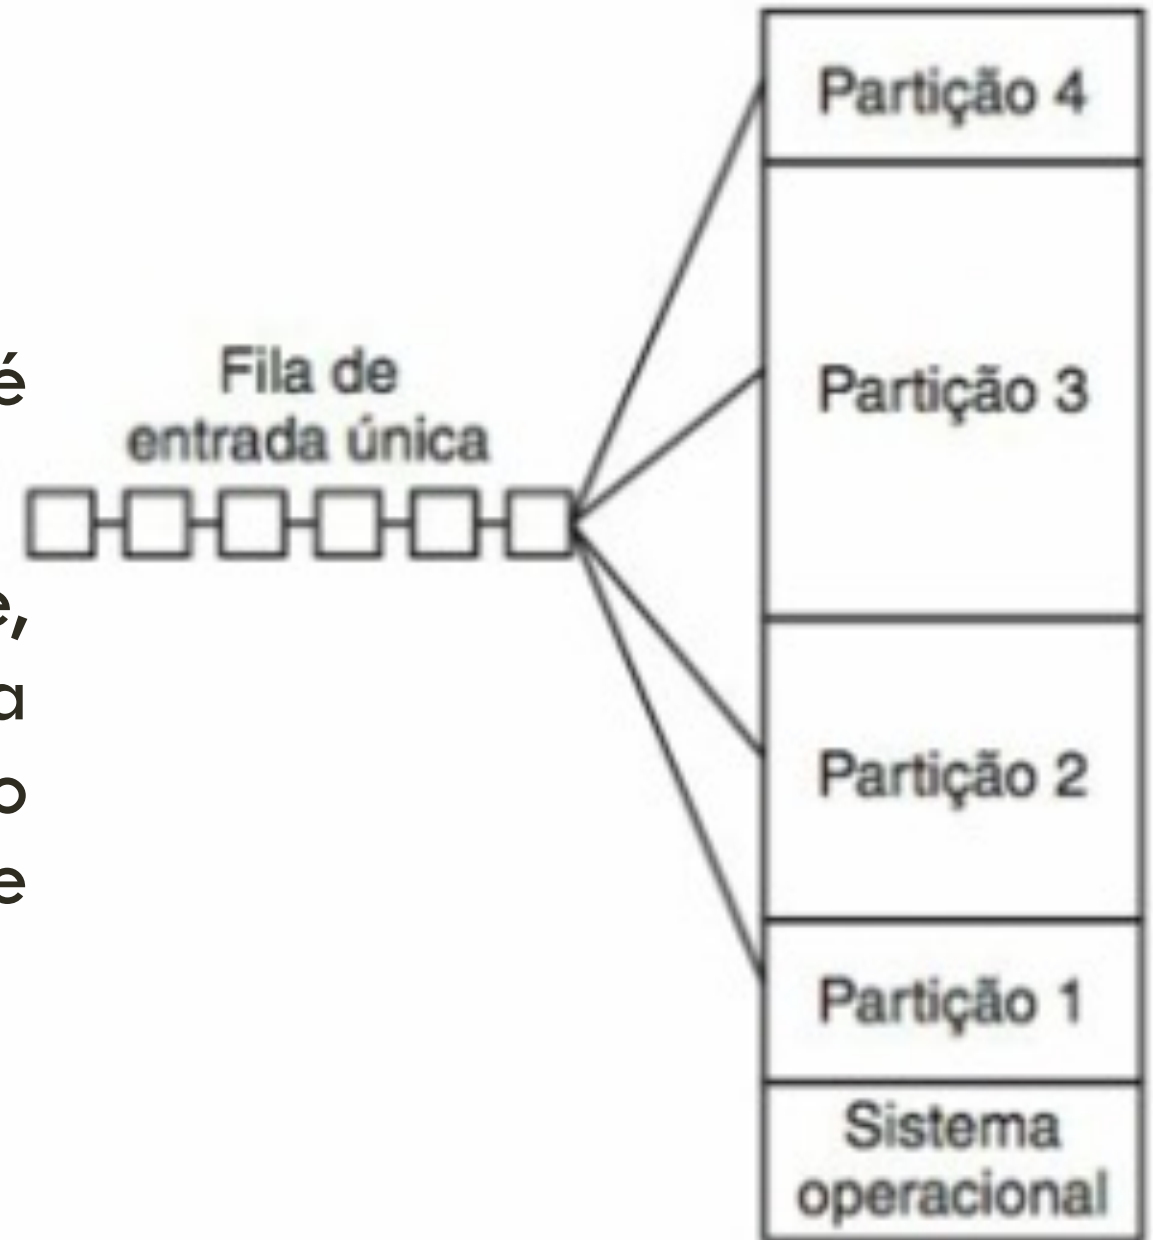 Partição 4
é
Fila de
entrada única
Partição 3
e,
a
Partição 2
o
e
Partição 1
Sistema
operacional